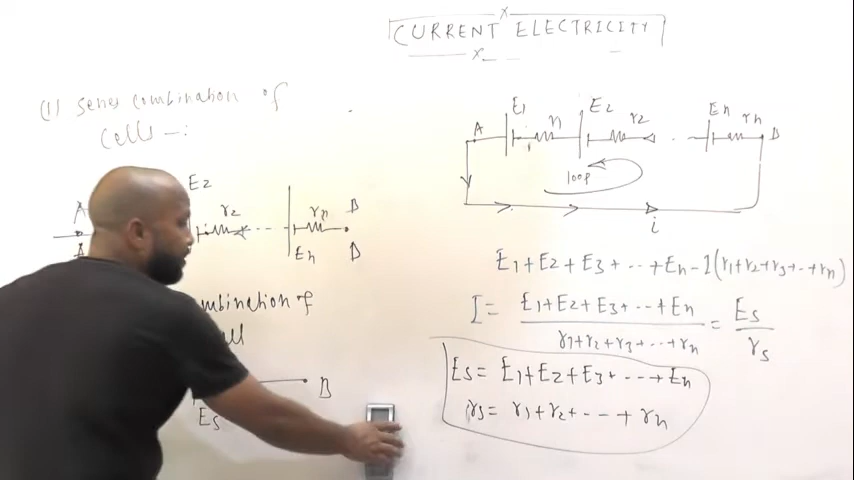 CURRENT ELECTRICITY
(1) Series combination of
Cells -:
E2
r2
rn
B
En
B
A
mbination of
ll
B
Es
E1
E2
r2
En
rn
A
B
loop
i
E1+E2+E3+...+En-I(r1+r2+r3+...+rn)
I = E1+E2+E3+...+En / r1+r2+r3+...+rn = Es / rs
Es = E1+E2+E3+...+En
rs = r1+r2+...+rn